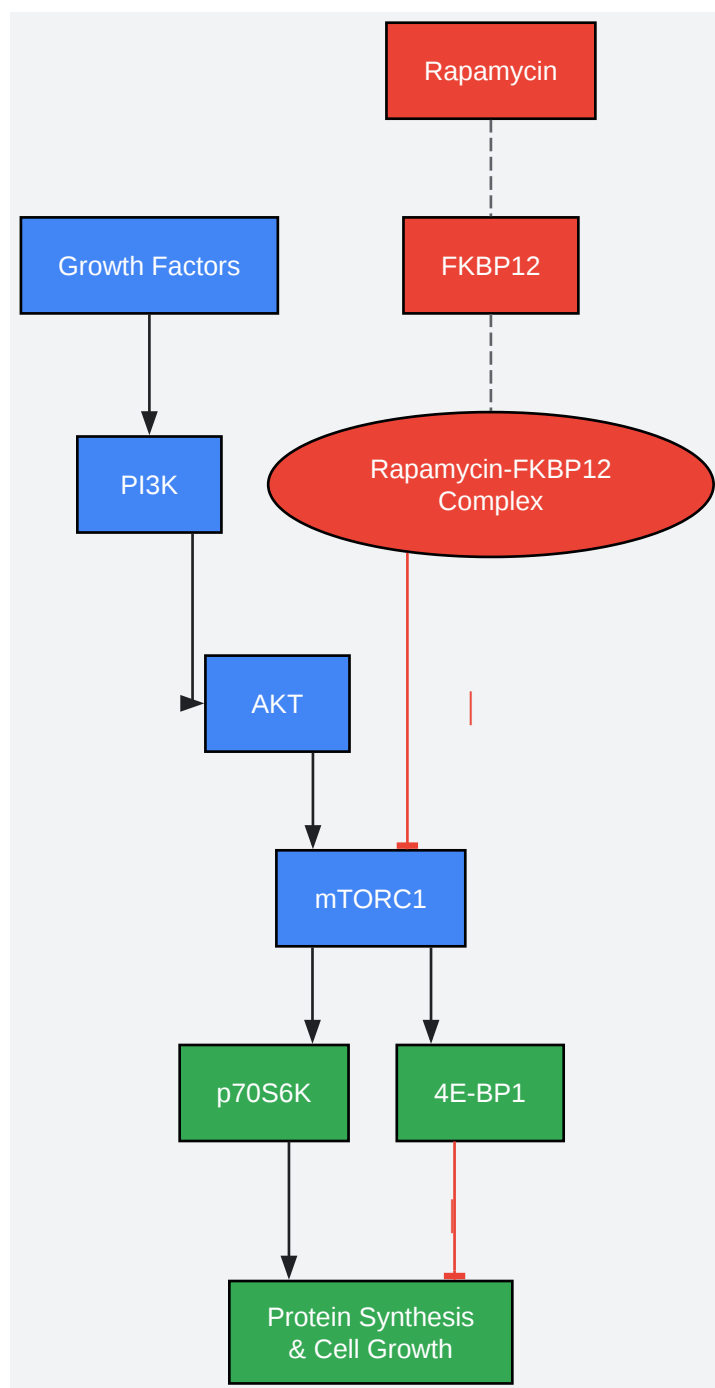 Rapamycin
Growth Factors
FKBP12
PI3K
Rapamycin-FKBP12
Complex
AKT
mTORC1
p70S6K
4E-BP1
Protein Synthesis
& Cell Growth